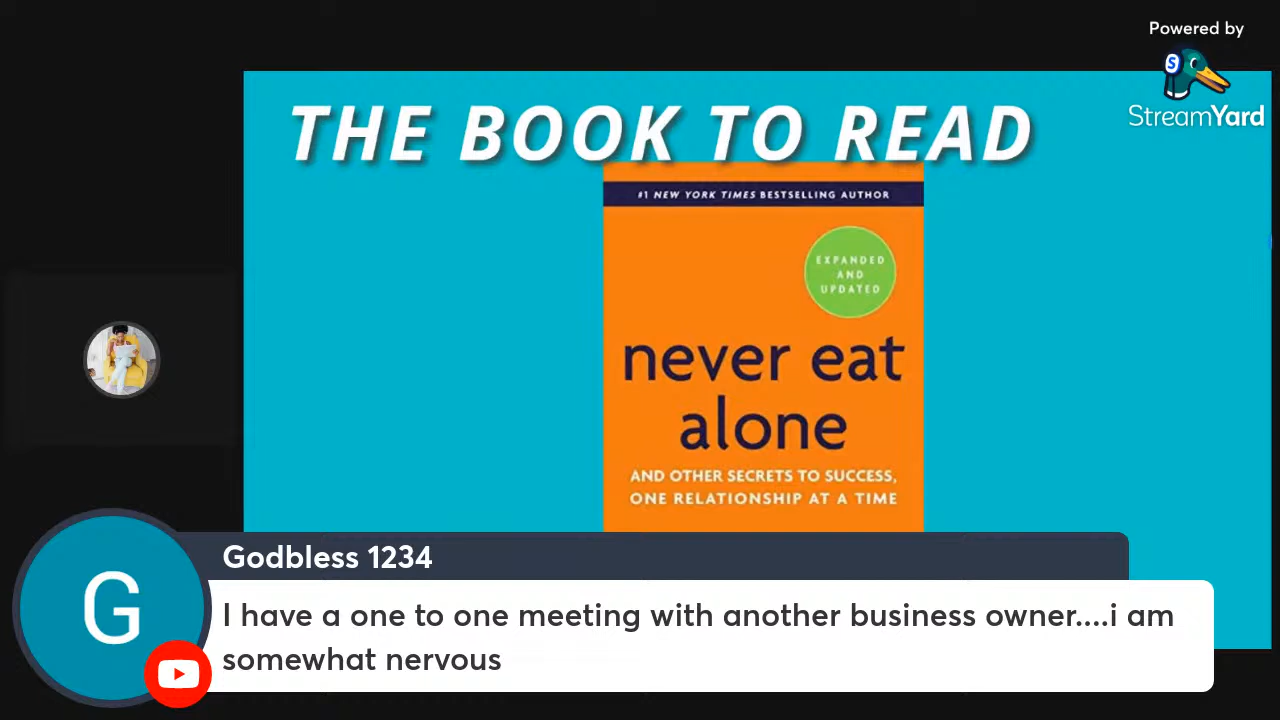 Powered by
S
StreamYard
THE BOOK TO READ
#1 NEW YORK TIMES BESTSELLING AUTHOR
EXPANDED
AND
UPDATED
never eat
alone
AND OTHER SECRETS TO SUCCESS,
ONE RELATIONSHIP AT A TIME
G
Godbless 1234
I have a one to one meeting with another business owner....i am
somewhat nervous